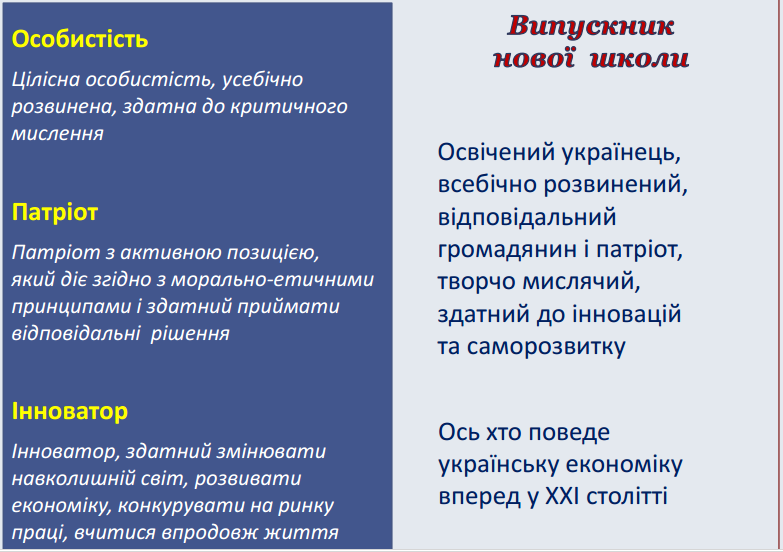 Особистість
Цілісна особистість, усебічно
розвинена, здатна до критичного
мислення
Патріот
Патріот з активною позицією,
який діє згідно з морально-етичними
принципами і здатний приймати
відповідальні рішення
Інноватор
Інноватор, здатний змінювати
навколишній світ, розвивати
економіку, конкурувати на ринку
праці, вчитися впродовж життя
Випускник
нової школи
Освічений українець,
всебічно розвинений,
відповідальний
громадянин і патріот,
творчо мислячий,
здатний до інновацій
та саморозвитку
Ось хто поведе
українську економіку
вперед у ХХІ столітті